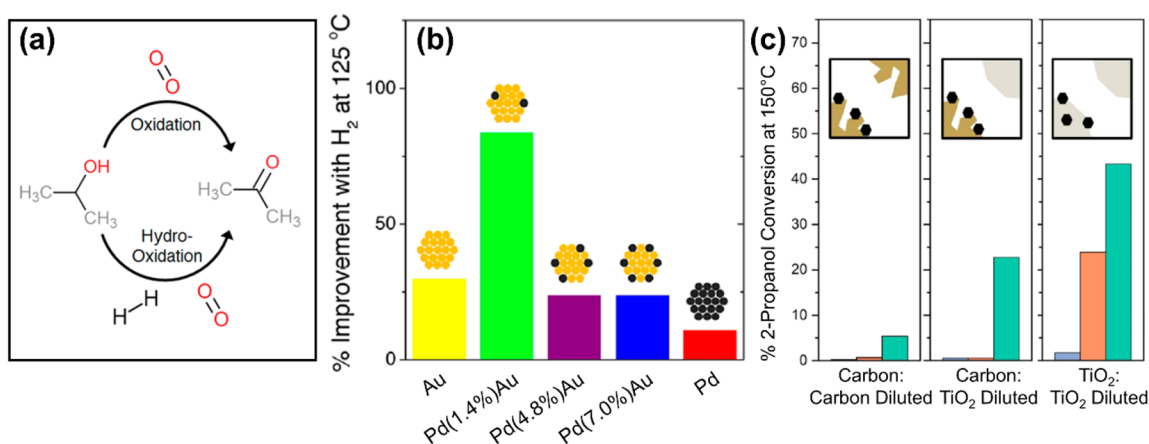 (a)
O
O
Oxidation
OH
H₃C
CH₃
O
H₃C
CH₃
Hydro-
Oxidation
H
H
O
O
(b)
% Improvement with H₂ at 125 °C
100
50
0
Au
Pd(1.4%)Au
Pd(4.8%)Au
Pd(7.0%)Au
Pd
(c)
% 2-Propanol Conversion at 150°C
70
60
50
40
30
20
10
0
Carbon:
Carbon Diluted
Carbon:
TiO₂ Diluted
TiO₂:
TiO₂ Diluted